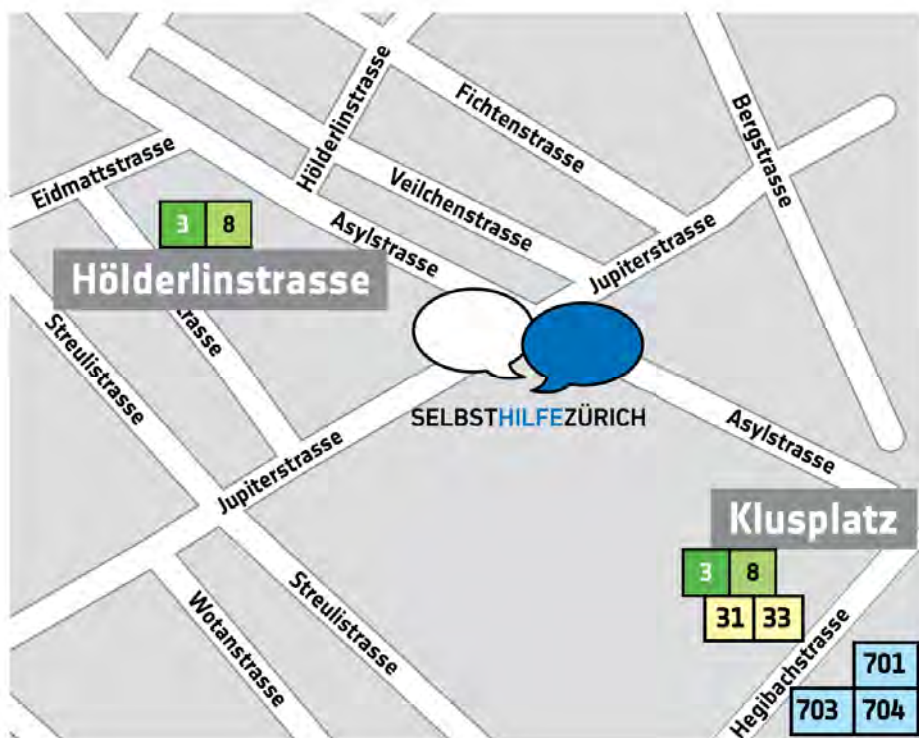 Hölderlinstrasse
Fichtenstrasse
Bergstrasse
Eidmattstrasse
Veilchenstrasse
3 8
Asylstrasse
Jupiterstrasse
Hölderlinstrasse
strasse
Streulistrasse
SELBSTHILFEZÜRICH
Asylstrasse
Jupiterstrasse
Klusplatz
3 8
31 33
Streulistrasse
Wotanstrasse
Hegibachstrasse
701
703 704